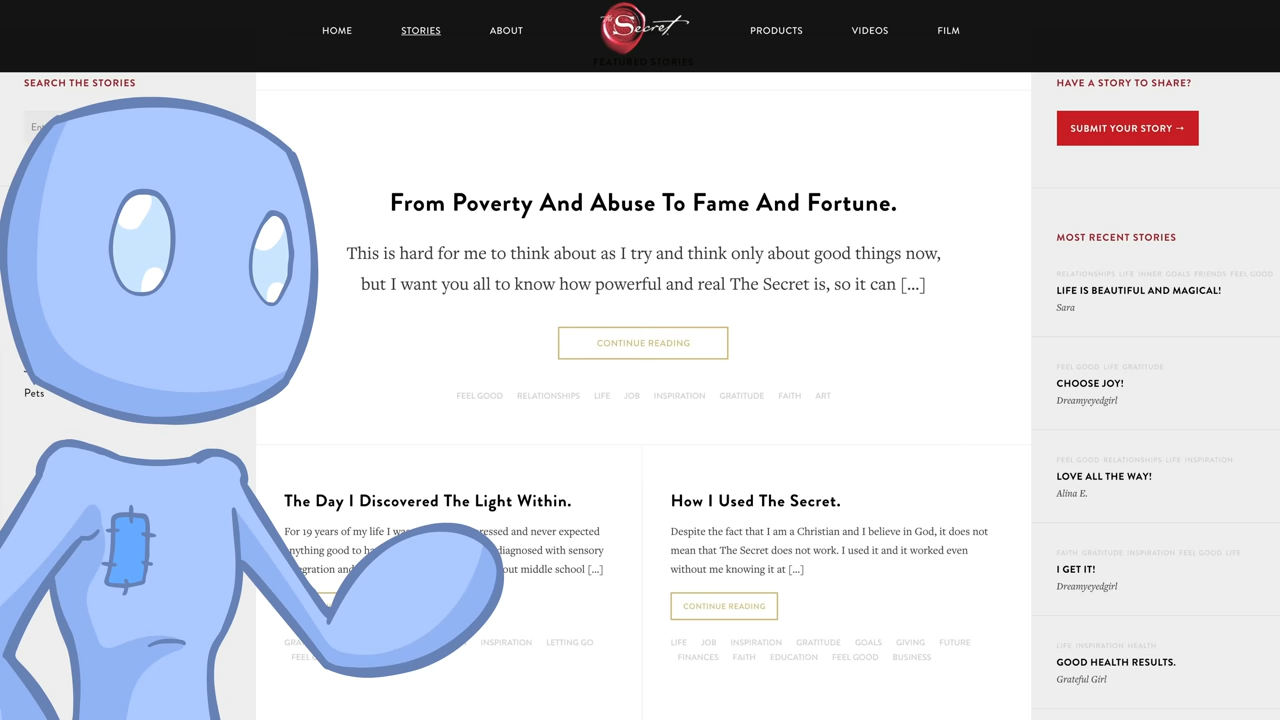 HOME STORIES ABOUT The Secret PRODUCTS VIDEOS FILM
FEATURED STORIES
SEARCH THE STORIES
Pets
From Poverty And Abuse To Fame And Fortune.
This is hard for me to think about as I try and think only about good things now,
but I want you all to know how powerful and real The Secret is, so it can [...]
CONTINUE READING
FEEL GOOD RELATIONSHIPS LIFE JOB INSPIRATION GRATITUDE FAITH ART
The Day I Discovered The Light Within.
For 19 years of my life I never expected
good to diagnosed with sensory
and out middle school [...]
INSPIRATION LETTING GO
FEEL
How I Used The Secret.
Despite the fact that I am a Christian and I believe in God, it does not
mean that The Secret does not work. I used it and it worked even
without me knowing it at [...]
CONTINUE READING
LIFE JOB INSPIRATION GRATITUDE GOALS GIVING FUTURE
FINANCES FAITH EDUCATION FEEL GOOD BUSINESS
HAVE A STORY TO SHARE?
SUBMIT YOUR STORY →
MOST RECENT STORIES
RELATIONSHIPS LIFE INNER GOALS FRIENDS FEEL GOOD
LIFE IS BEAUTIFUL AND MAGICAL!
Sara
FEEL GOOD LIFE GRATITUDE
CHOOSE JOY!
Dreamyeyedgirl
FEEL GOOD RELATIONSHIPS LIFE INSPIRATION
LOVE ALL THE WAY!
Alina E.
FAITH GRATITUDE INSPIRATION FEEL GOOD LIFE
I GET IT!
Dreamyeyedgirl
LIFE INSPIRATION HEALTH
GOOD HEALTH RESULTS.
Grateful Girl